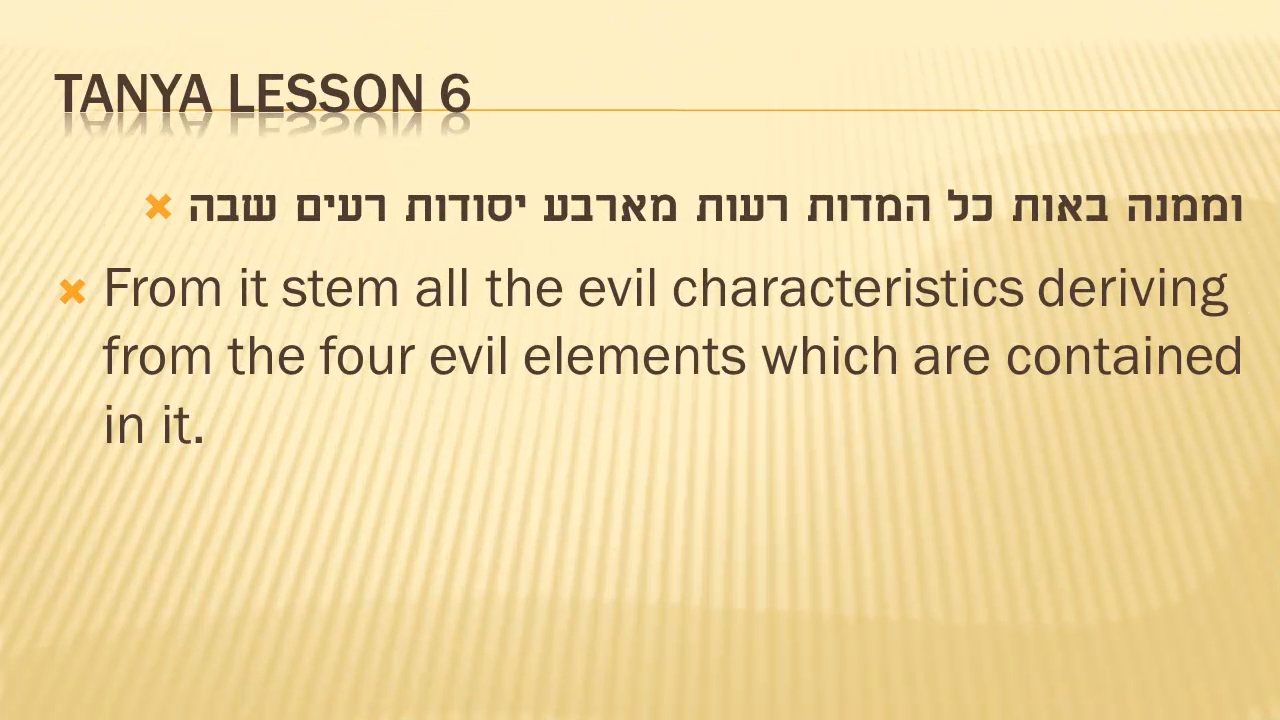 TANYA LESSON 6
וממנה באות כל המדות רעות מארבע יסודות רעים שבה
From it stem all the evil characteristics deriving
from the four evil elements which are contained
in it.